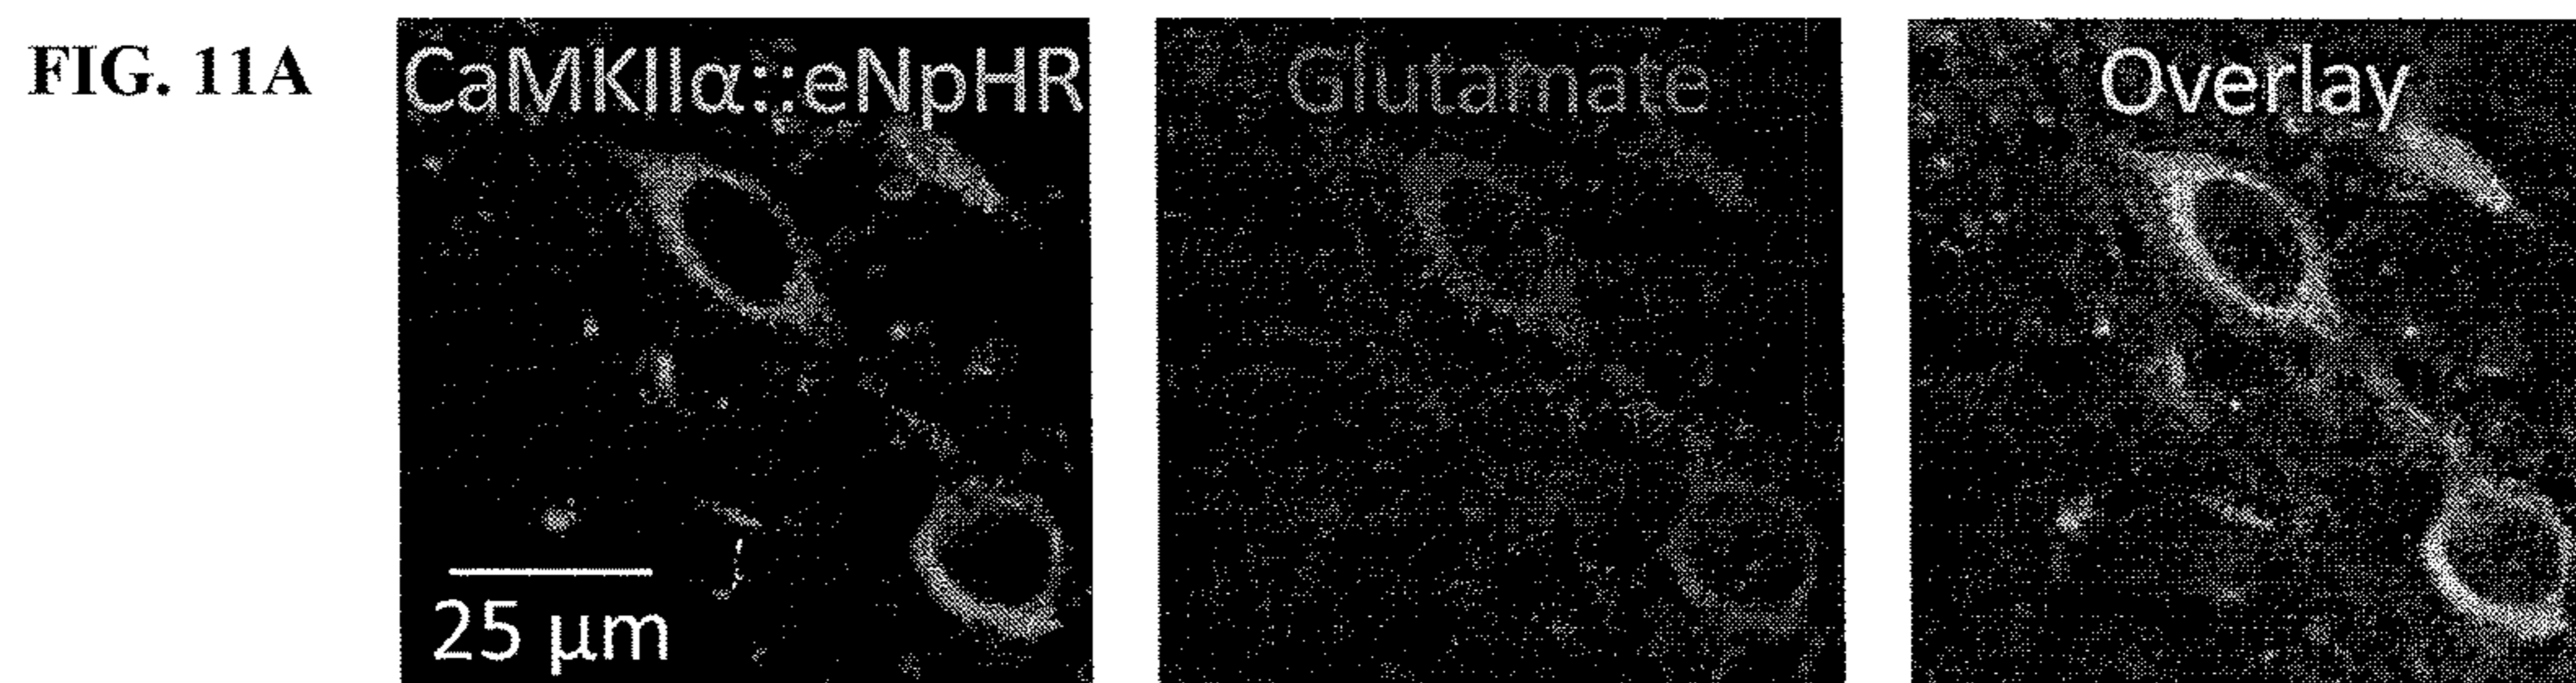 FIG. 11A
CaMKIIα::eNpHR
Glutamate
Overlay
25 μm